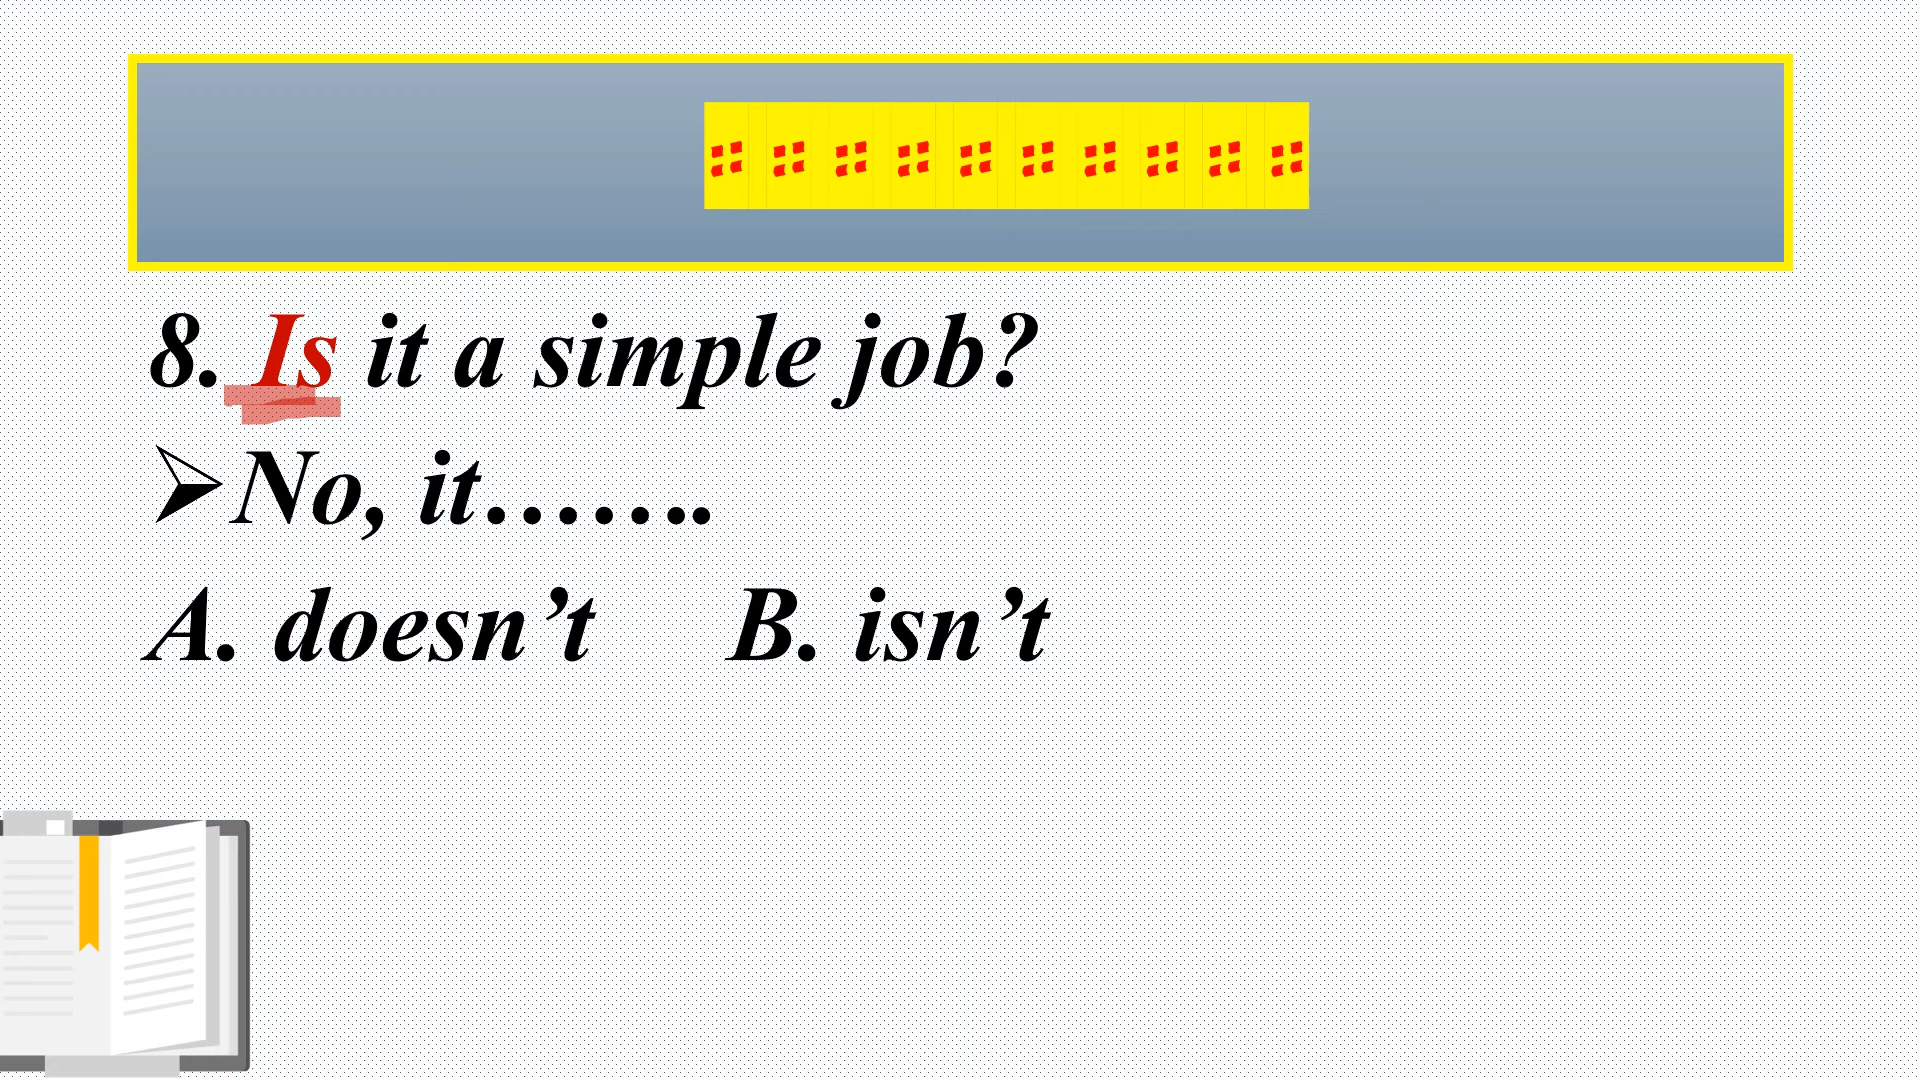 8. Is it a simple job?
➢No, it……..
A. doesn’t B. isn’t